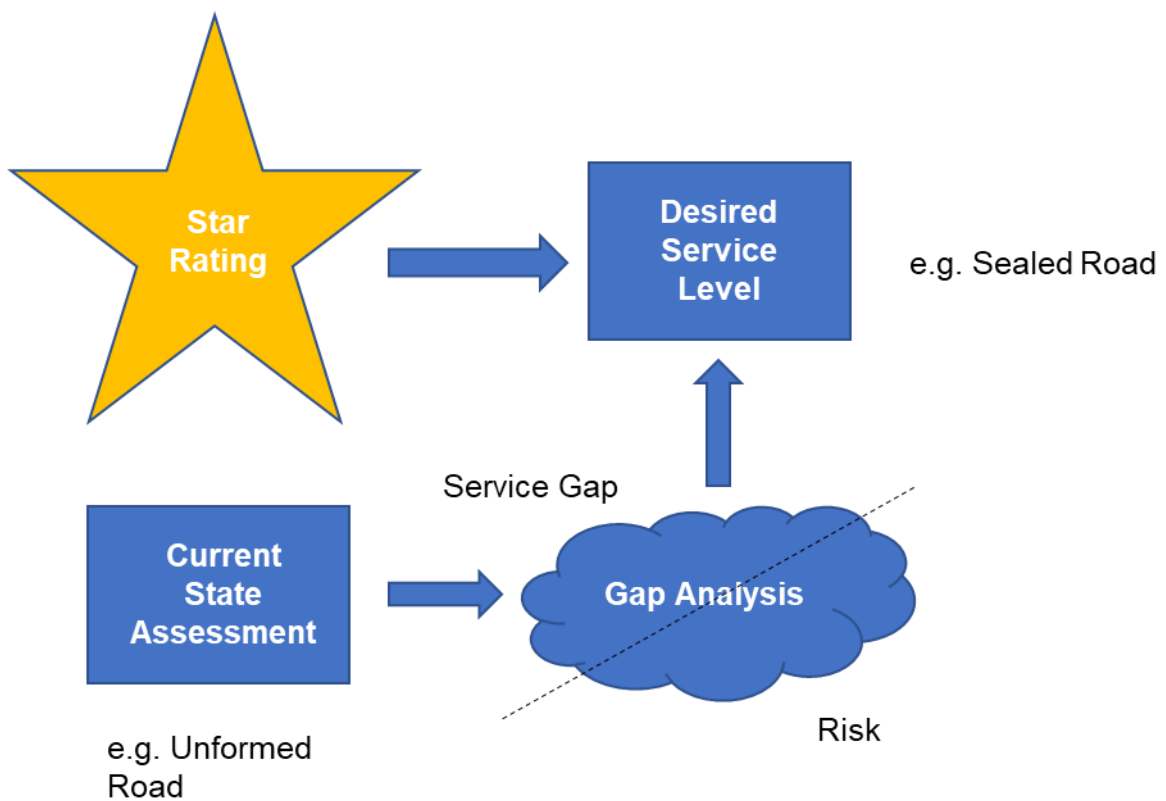 Star
Rating
Desired
Service
Level
e.g. Sealed Road
Service Gap
Current
State
Assessment
Gap Analysis
Risk
e.g. Unformed
Road